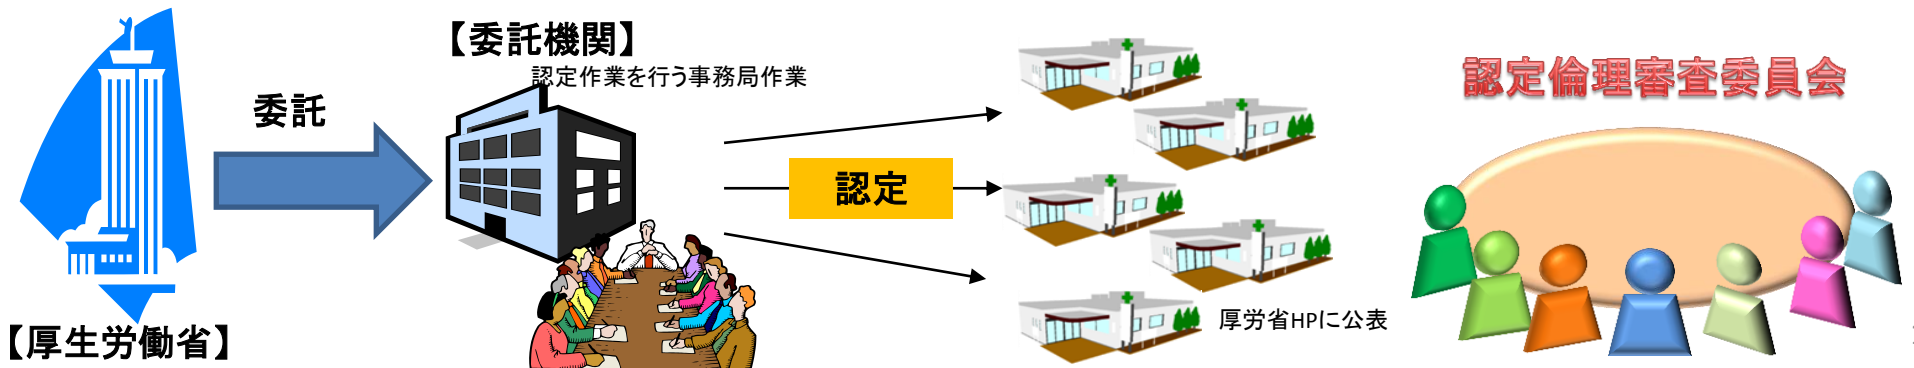 【厚生労働省】
委託
【委託機関】
認定作業を行う事務局作業
認定
厚労省HPに公表
認定倫理審査委員会